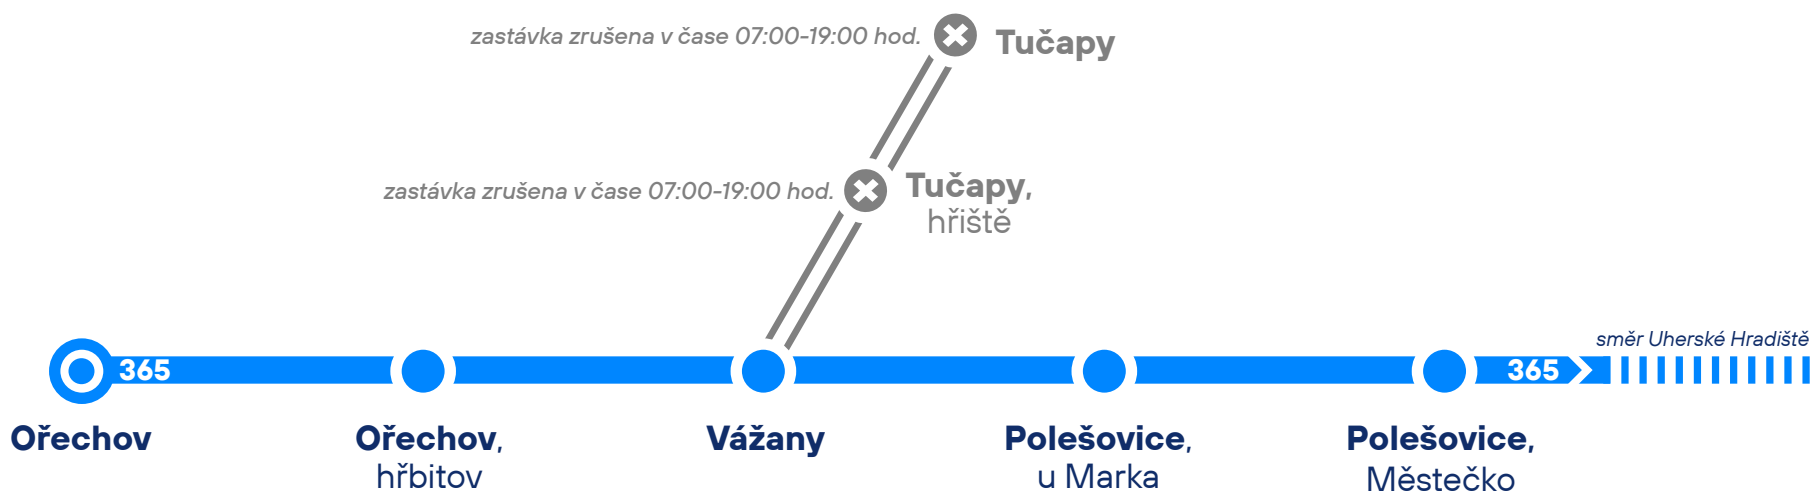 zastávka zrušena v čase 07:00-19:00 hod.
Tučapy
zastávka zrušena v čase 07:00-19:00 hod.
Tučapy,
hřiště
směr Uherské Hradiště
365
365
Ořechov
Ořechov,
hřbitov
Vážany
Polešovice,
u Marka
Polešovice,
Městečko